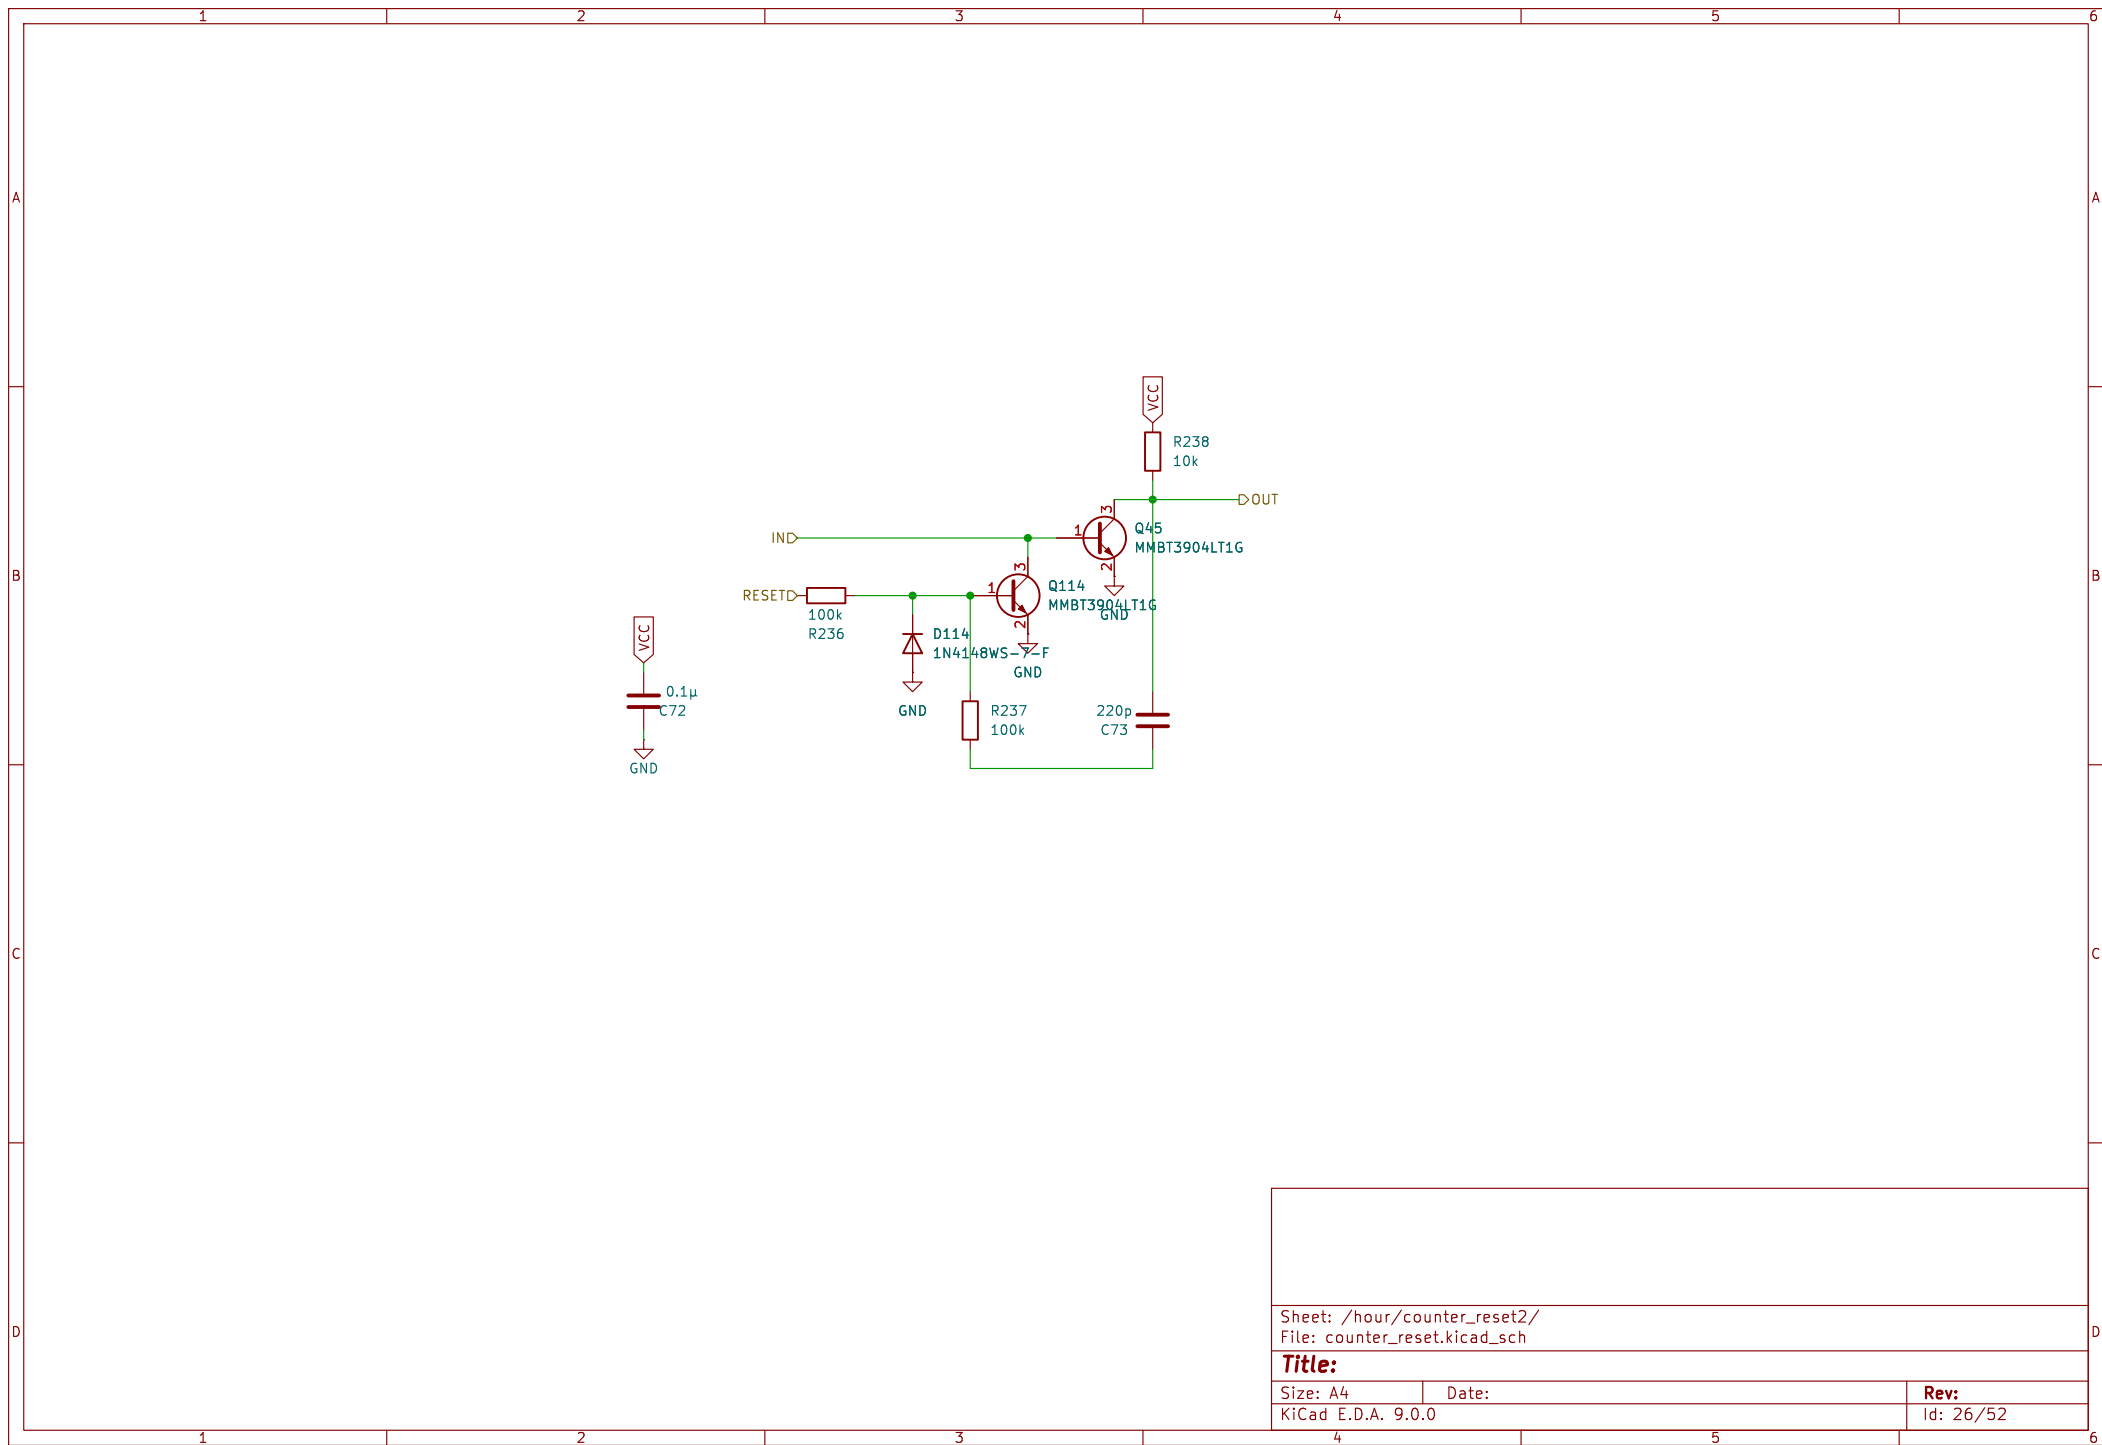 1 2 3 4 5 6
A A
VCC
R238
10k
OUT
Q45
IN
MMBT3904LT1G
1 3 2
B B
Q114
RESET
MMBT3904LT1G
1 3 2
GND
100k
R236
VCC
D114
1N4148WS-7-F
GND
0.1µ
C72
GND
R237
100k
220p
C73
GND
C C
Sheet: /hour/counter_reset2/
File: counter_reset.kicad_sch
D D
Title:
Size: A4 Date: Rev:
KiCad E.D.A. 9.0.0 Id: 26/52
1 2 3 4 5 6